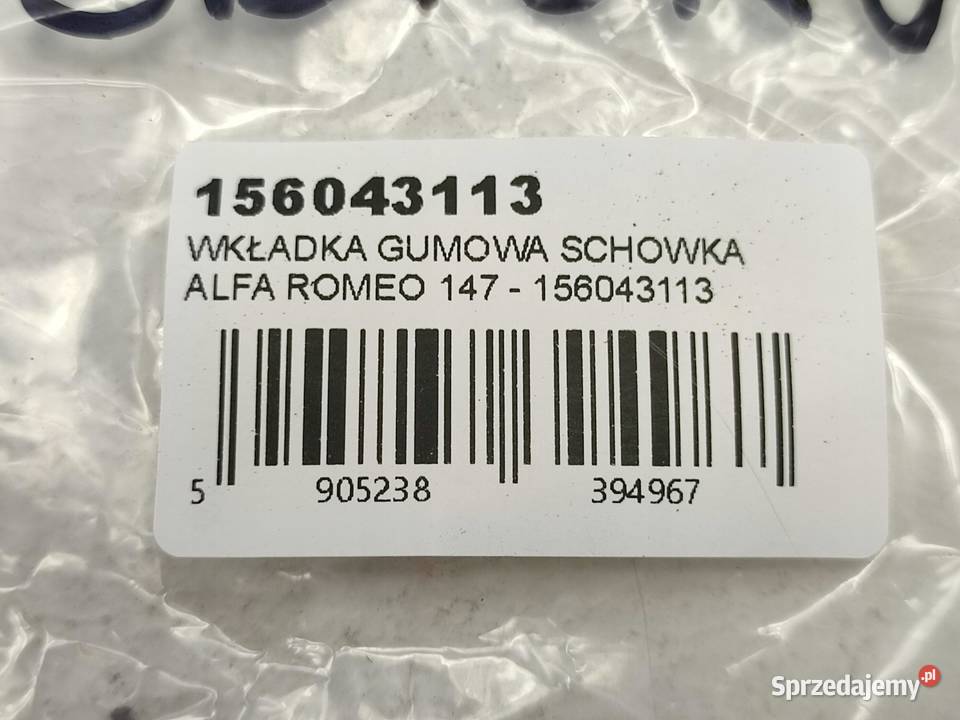 156043113
WKŁADKA GUMOWA SCHOWKA
ALFA ROMEO 147 - 156043113
5 905238 394967
Sprzedajemy.pl